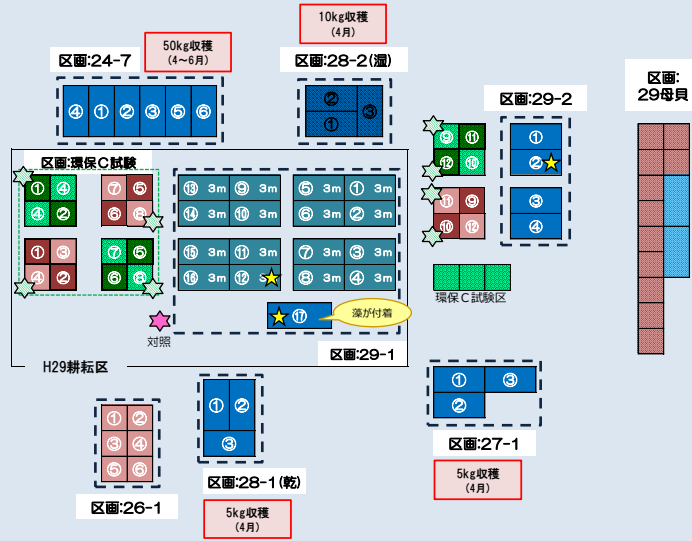 10kg収穫
(4月)
50kg収穫
(4～6月)
区画:24-7
区画:28-2(湿)
区画:
29母貝
区画:29-2
④ ① ② ③ ⑤ ⑥
② ③
①
⑨ ⑪
⑫ ⑩
①
②
区画:環保C試験
① ④
④ ②
⑦ ⑤
⑥ ⑧
⑬ 3m ⑨ 3m
⑭ 3m ⑩ 3m
⑤ 3m ① 3m
⑥ 3m ② 3m
⑪ ⑨
⑩ ⑫
③
④
① ③
④ ②
⑦ ⑤
⑥ ⑧
⑮ 3m ⑪ 3m
⑯ 3m ⑫
⑦ 3m ③ 3m
⑧ 3m ④ 3m
環保C試験区
⑰
藻が付着
対照
区画:29-1
H29耕耘区
① ②
③
① ③
②
① ②
③ ④
⑤ ⑥
区画:27-1
5kg収穫
(4月)
区画:28-1(乾)
区画:26-1
5kg収穫
(4月)